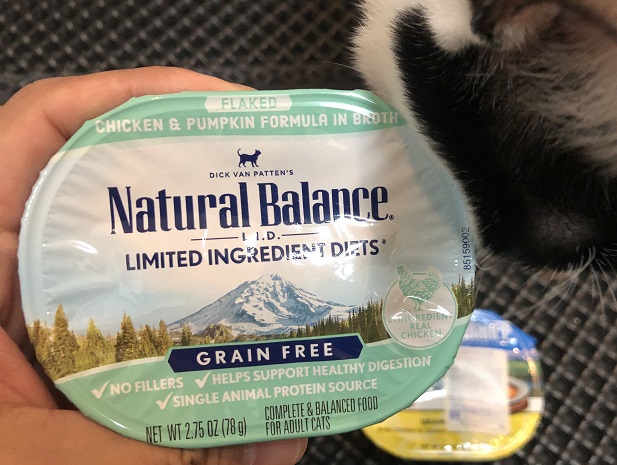 FLAKED
CHICKEN & PUMPKIN FORMULA IN BROTH
DICK VAN PATTEN'S
Natural Balance®
L.I.D.
LIMITED INGREDIENT DIETS®
85159002
REAL
CHICKEN
GRAIN FREE
✓NO FILLERS ✓HELPS SUPPORT HEALTHY DIGESTION
✓SINGLE ANIMAL PROTEIN SOURCE
NET WT 2.75 OZ (78 g)
COMPLETE & BALANCED FOOD
FOR ADULT CATS